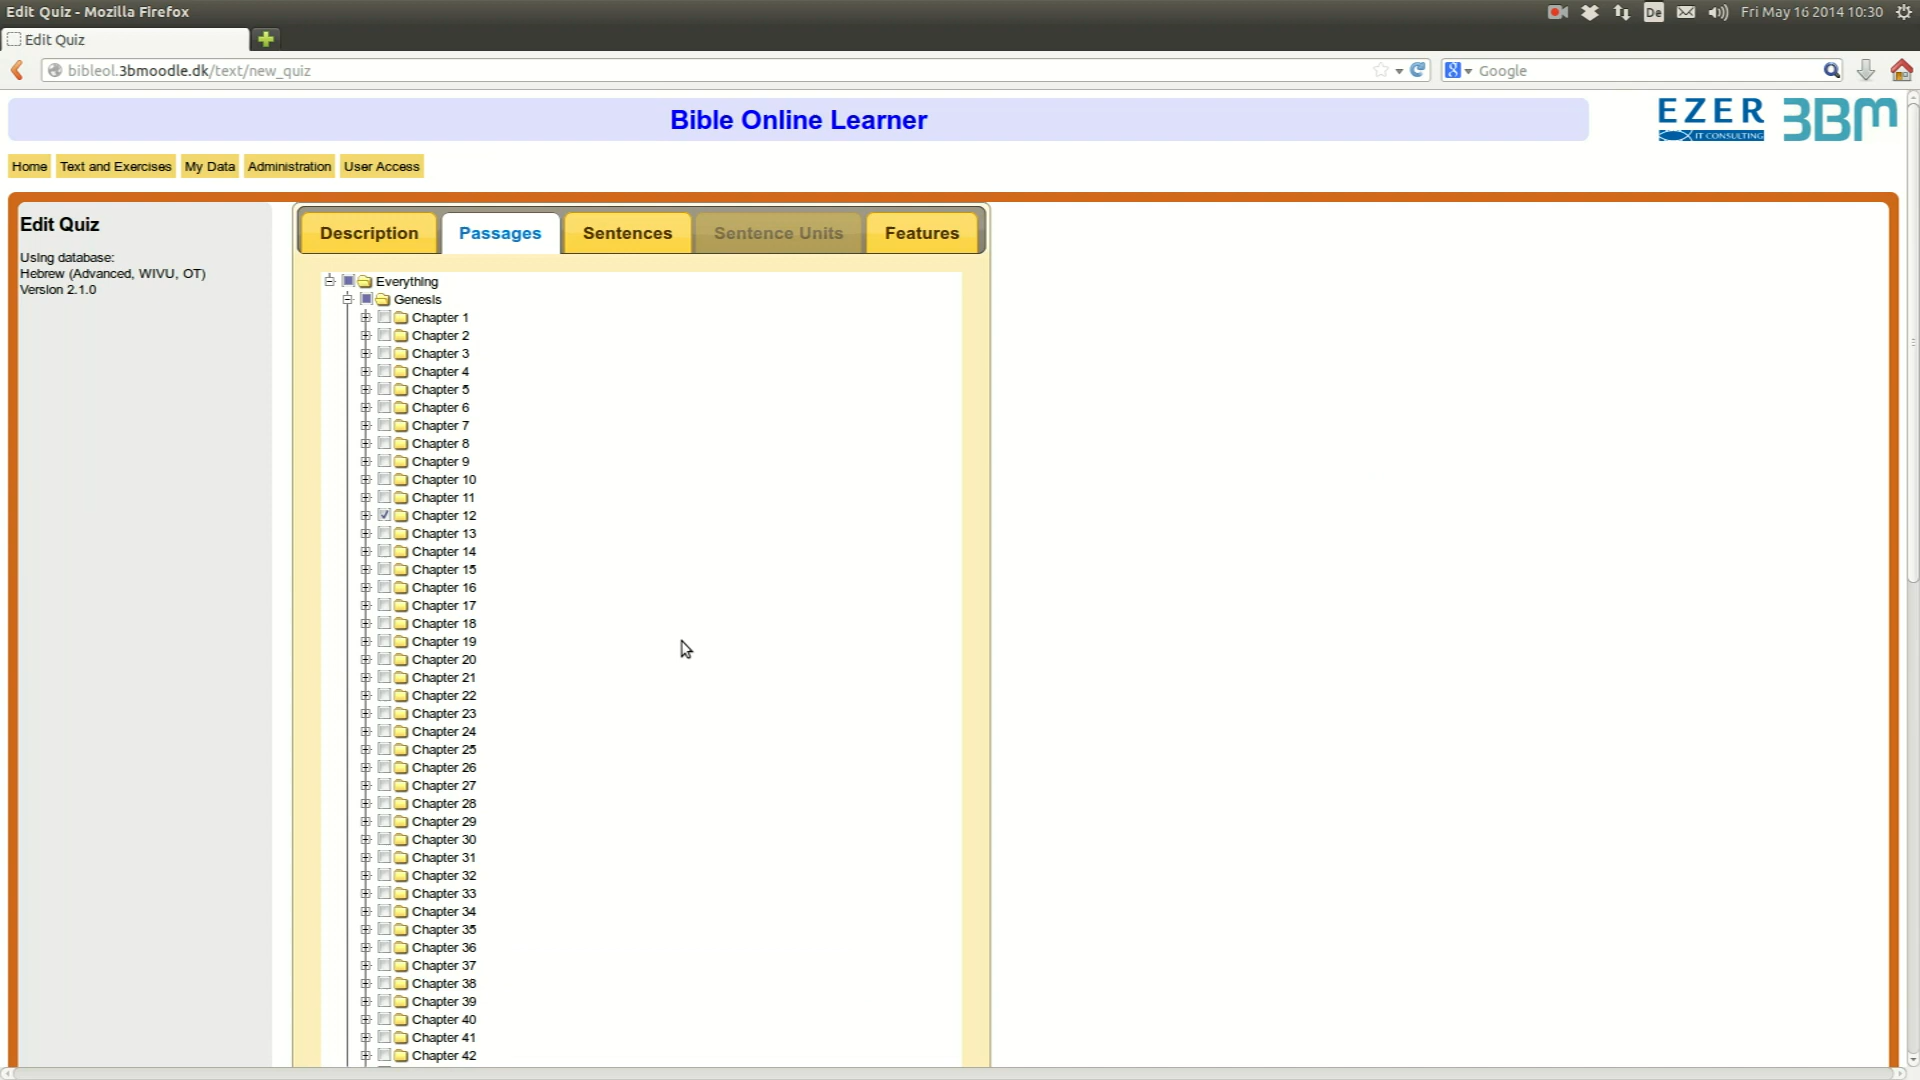 Edit Quiz - Mozilla Firefox
De
Fri May 16 2014 10:30
Edit Quiz
bibleol.3bmoodle.dk/text/new_quiz
Google
Bible Online Learner
EZER
IT CONSULTING
3Bm
Home
Text and Exercises
My Data
Administration
User Access
Edit Quiz
Using database:
Hebrew (Advanced, WIVU, OT)
Version 2.1.0
Description
Passages
Sentences
Sentence Units
Features
Everything
Genesis
Chapter 1
Chapter 2
Chapter 3
Chapter 4
Chapter 5
Chapter 6
Chapter 7
Chapter 8
Chapter 9
Chapter 10
Chapter 11
Chapter 12
Chapter 13
Chapter 14
Chapter 15
Chapter 16
Chapter 17
Chapter 18
Chapter 19
Chapter 20
Chapter 21
Chapter 22
Chapter 23
Chapter 24
Chapter 25
Chapter 26
Chapter 27
Chapter 28
Chapter 29
Chapter 30
Chapter 31
Chapter 32
Chapter 33
Chapter 34
Chapter 35
Chapter 36
Chapter 37
Chapter 38
Chapter 39
Chapter 40
Chapter 41
Chapter 42